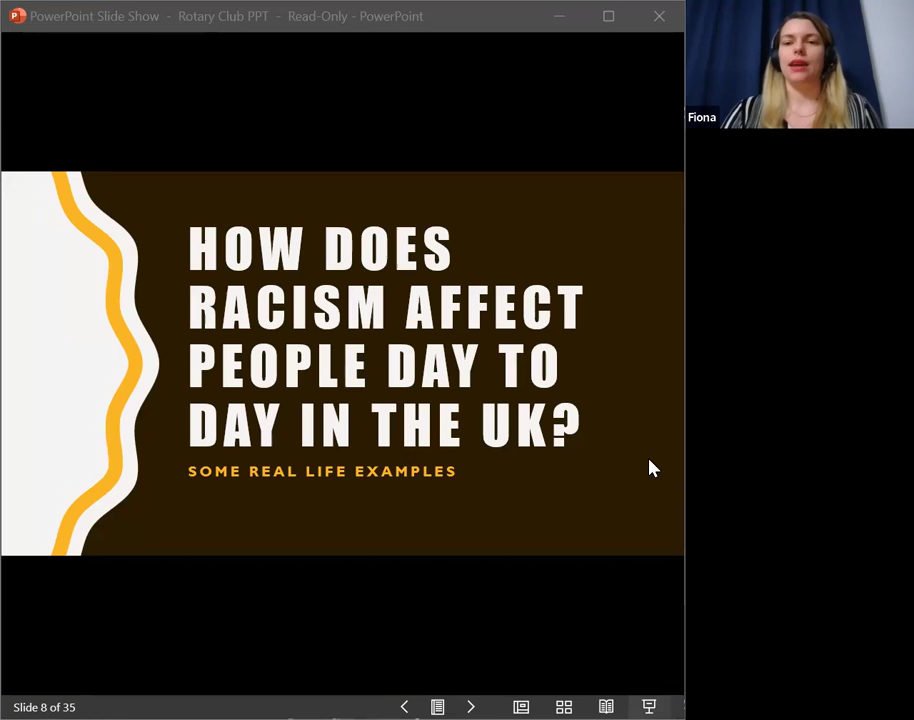 PowerPoint Slide Show - Rotary Club PPT - Read-Only - PowerPoint
Fiona
HOW DOES
RACISM AFFECT
PEOPLE DAY TO
DAY IN THE UK?
SOME REAL LIFE EXAMPLES
Slide 8 of 35